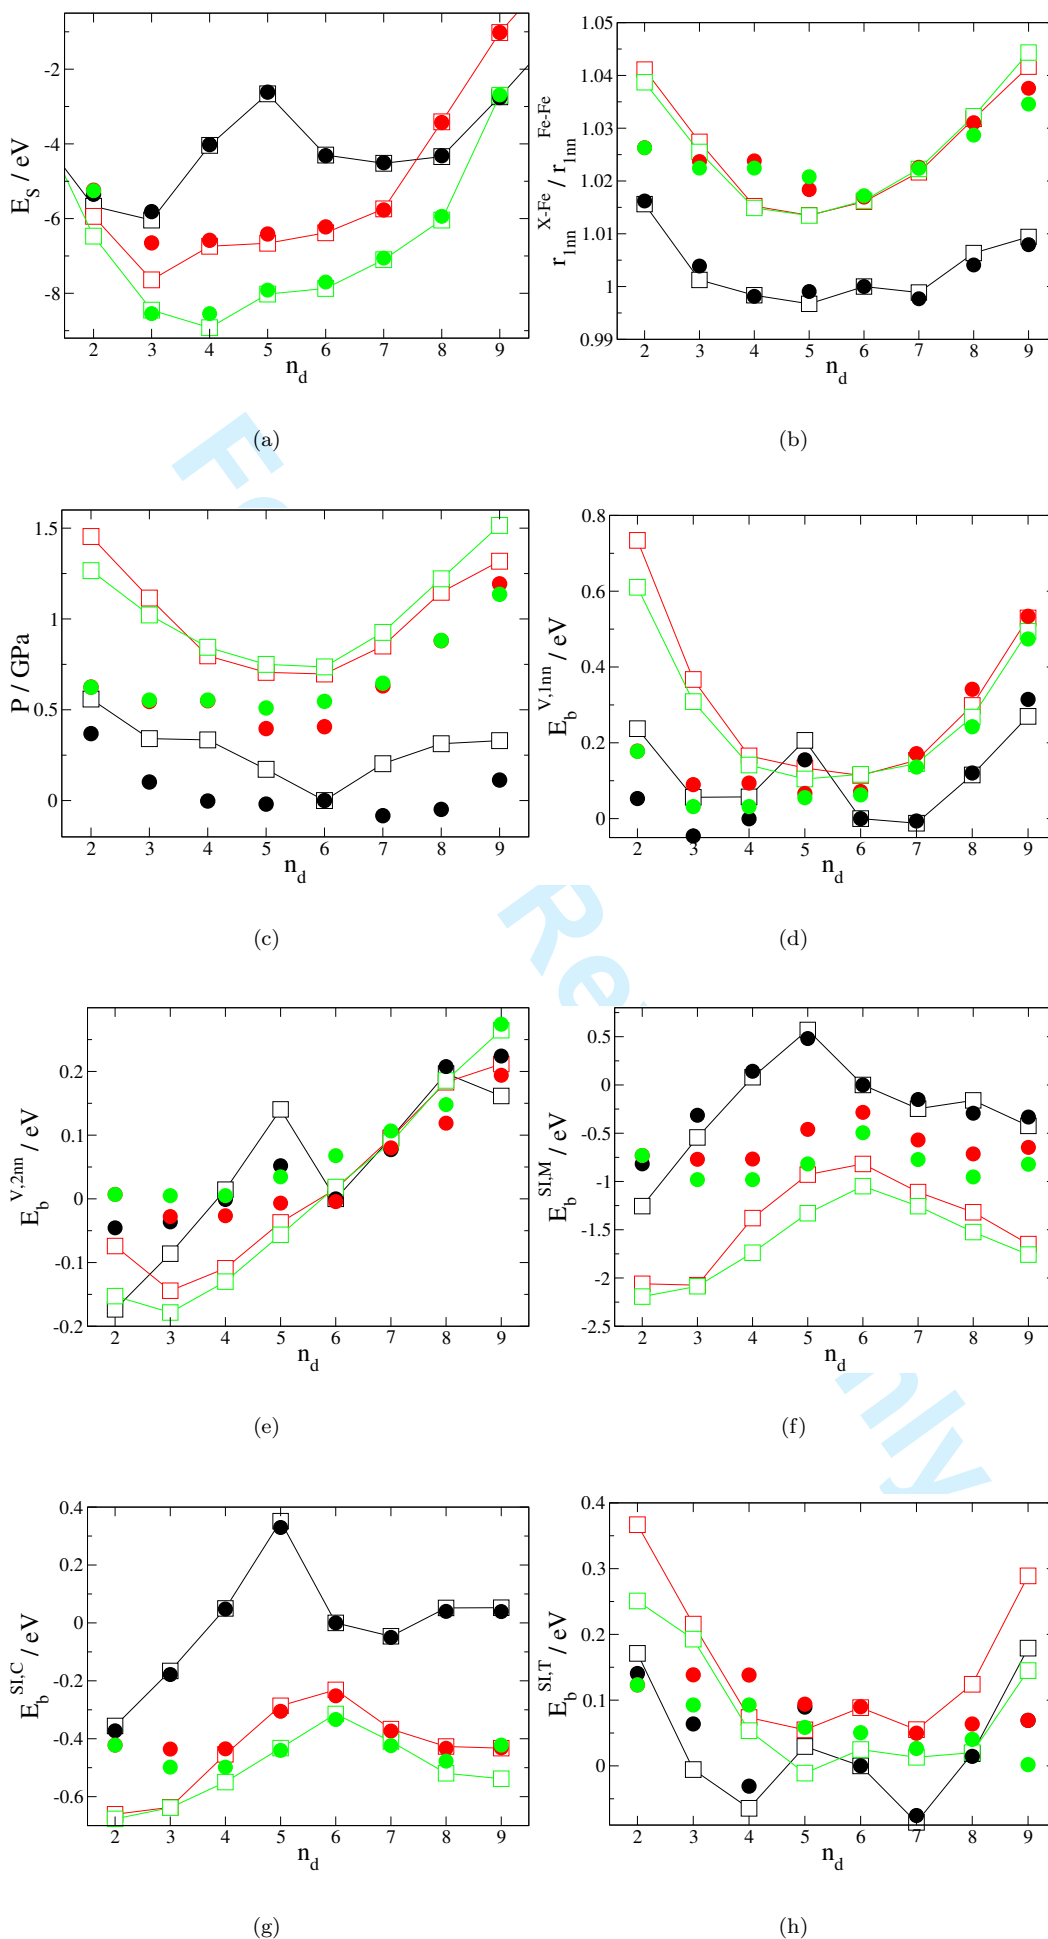 E_S / eV
-2
-4
-6
-8
2 3 4 5 6 7 8 9
n_d
(a)
r_1nn^X-Fe / r_1nn^Fe-Fe
1.05
1.04
1.03
1.02
1.01
1
0.99
2 3 4 5 6 7 8 9
n_d
(b)
P / GPa
1.5
1
0.5
0
2 3 4 5 6 7 8 9
n_d
(c)
E_b^V,1nn / eV
0.8
0.6
0.4
0.2
0
2 3 4 5 6 7 8 9
n_d
(d)
E_b^V,2nn / eV
0.2
0.1
0
-0.1
-0.2
2 3 4 5 6 7 8 9
n_d
(e)
E_b^SI,M / eV
0.5
0
-0.5
-1
-1.5
-2
-2.5
2 3 4 5 6 7 8 9
n_d
(f)
E_b^SI,C / eV
0.4
0.2
0
-0.2
-0.4
-0.6
2 3 4 5 6 7 8 9
n_d
(g)
E_b^SI,T / eV
0.4
0.3
0.2
0.1
0
2 3 4 5 6 7 8 9
n_d
(h)